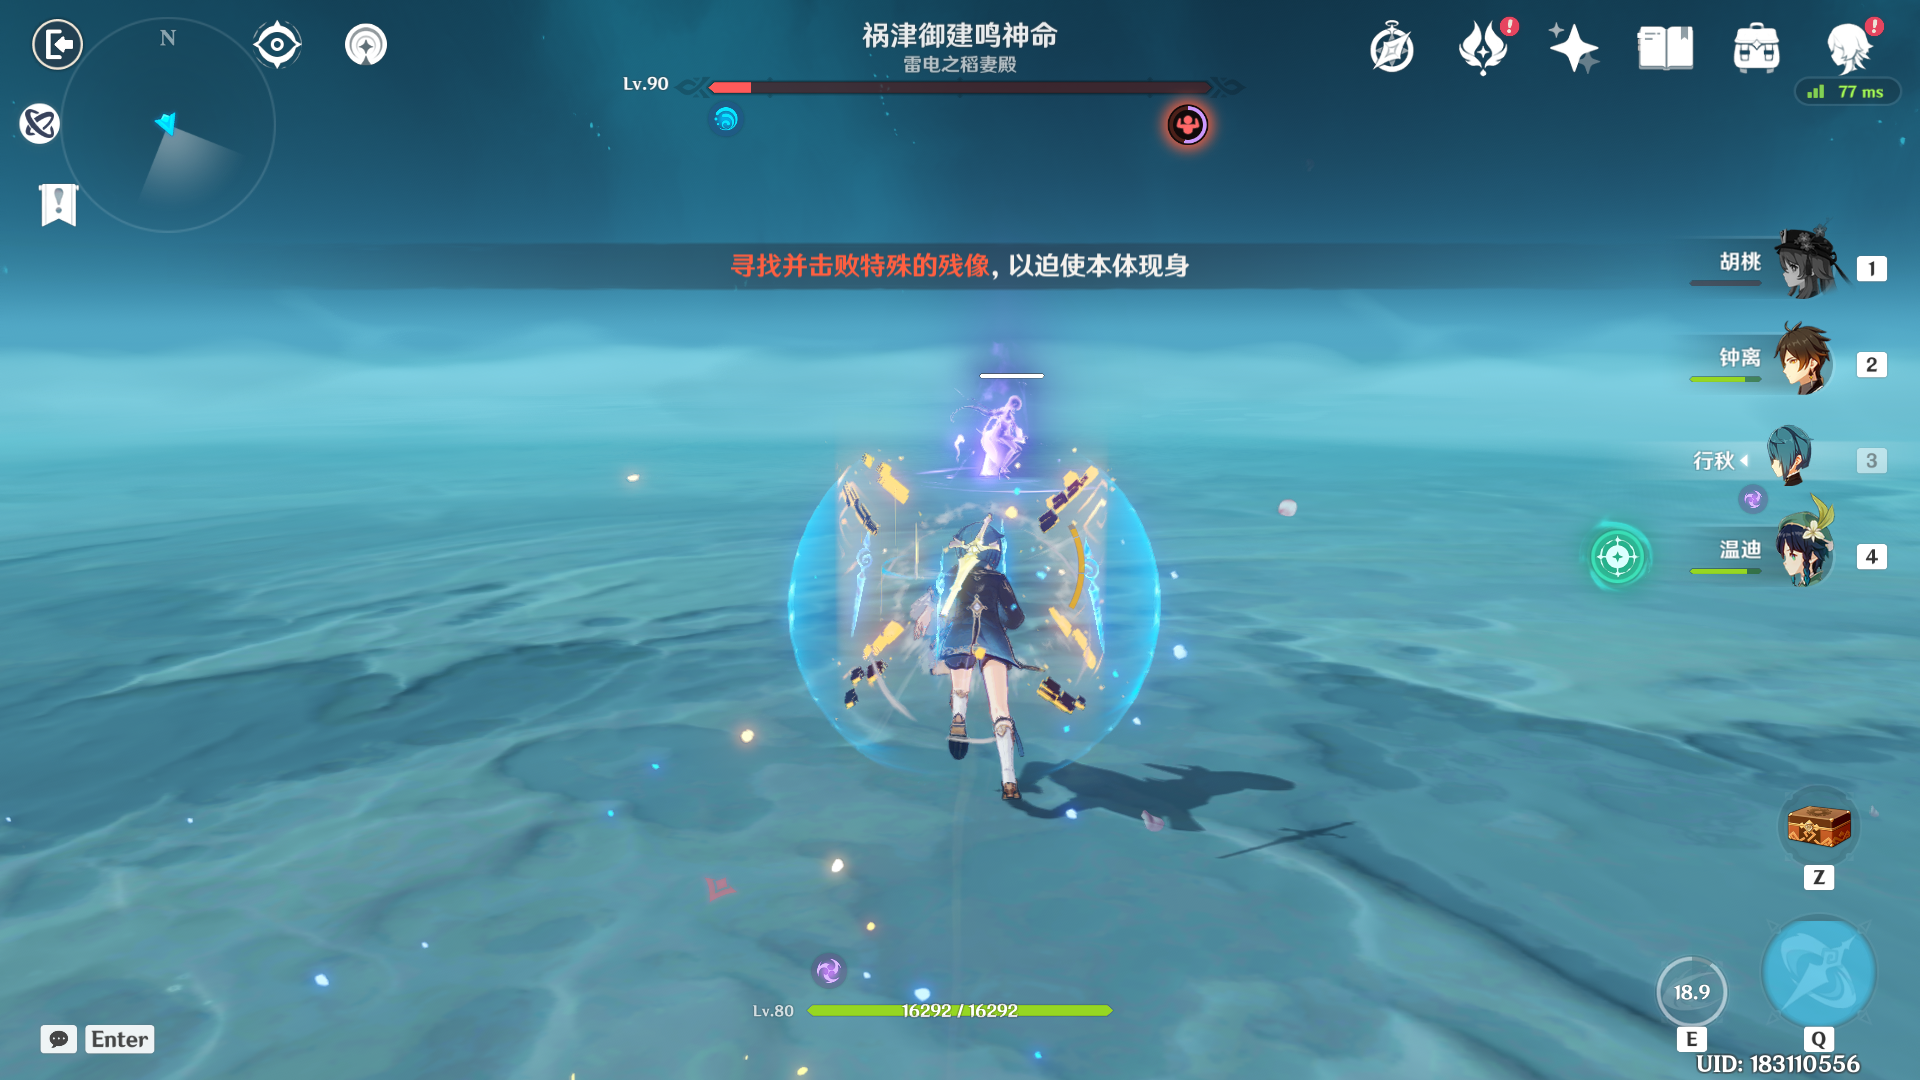 N
祸津御建鸣神命
雷电之稻妻殿
Lv.90
77 ms
寻找并击败特殊的残像，以迫使本体现身
胡桃
1
钟离
2
行秋
3
温迪
4
Z
18.9
E
Q
Lv.80
16292 / 16292
Enter
UID: 183110556